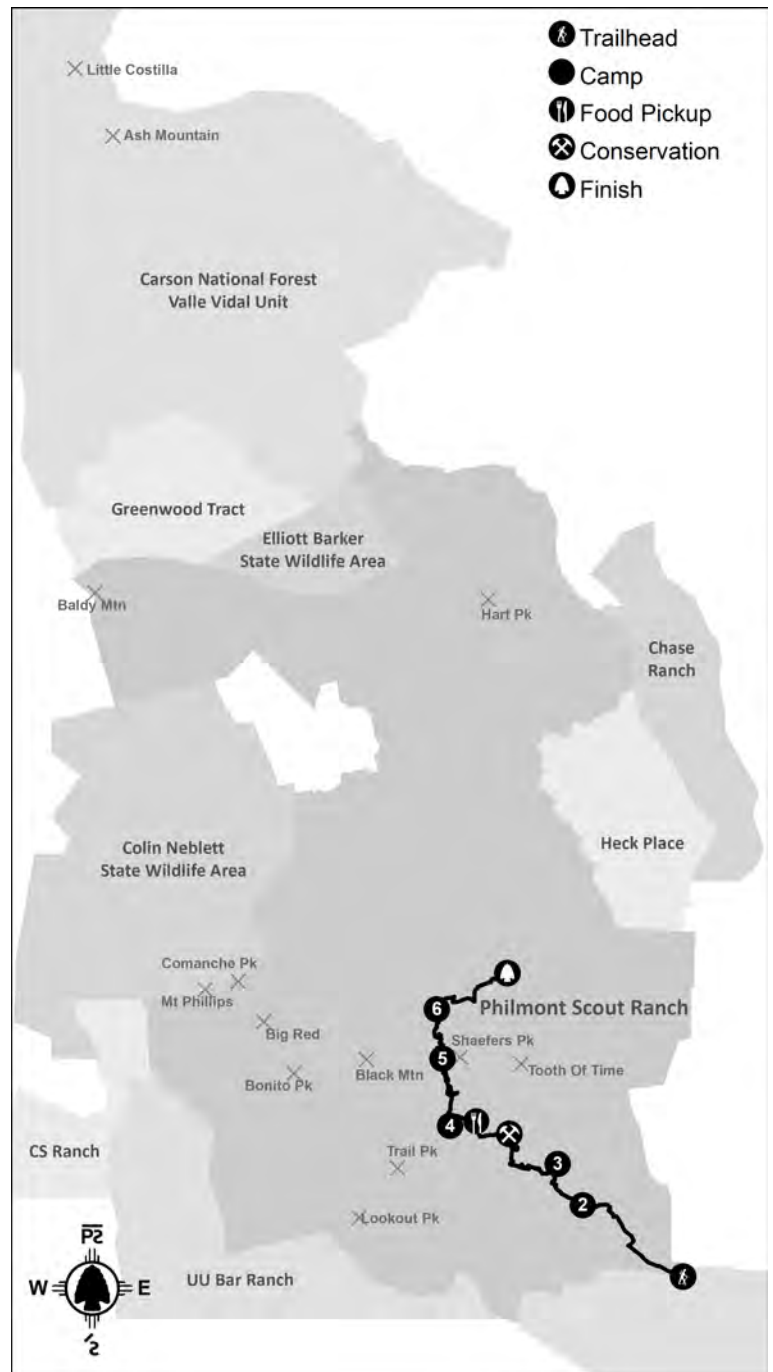 Trailhead
Camp
Food Pickup
Conservation
Finish
Little Costilla
Ash Mountain
Carson National Forest
Valle Vidal Unit
Greenwood Tract
Elliott Barker
State Wildlife Area
Baldy Mtn
Hart Pk
Chase
Ranch
Heck Place
Colin Neblett
State Wildlife Area
Comanche Pk
Mt Phillips
Big Red
Bonito Pk
Black Mtn
6
Philmont Scout Ranch
Shaefers Pk
5
Tooth Of Time
4
CS Ranch
Trail Pk
3
2
Lookout Pk
UU Bar Ranch
W
E